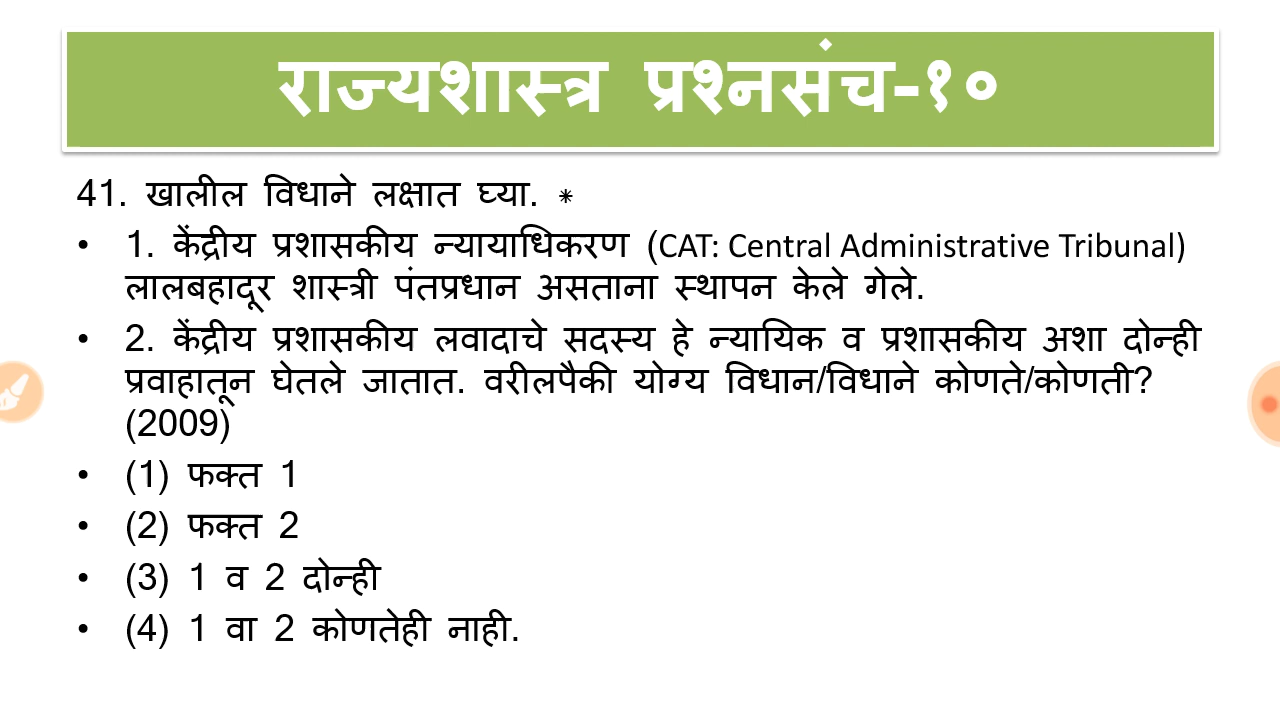 राज्यशास्त्र प्रश्नसंच-१०
41. खालील विधाने लक्षात घ्या. *
• 1. केंद्रीय प्रशासकीय न्यायाधिकरण (CAT: Central Administrative Tribunal)
लालबहादूर शास्त्री पंतप्रधान असताना स्थापन केले गेले.
• 2. केंद्रीय प्रशासकीय लवादाचे सदस्य हे न्यायिक व प्रशासकीय अशा दोन्ही
प्रवाहातून घेतले जातात. वरीलपैकी योग्य विधान/विधाने कोणते/कोणती?
(2009)
• (1) फक्त 1
• (2) फक्त 2
• (3) 1 व 2 दोन्ही
• (4) 1 वा 2 कोणतेही नाही.